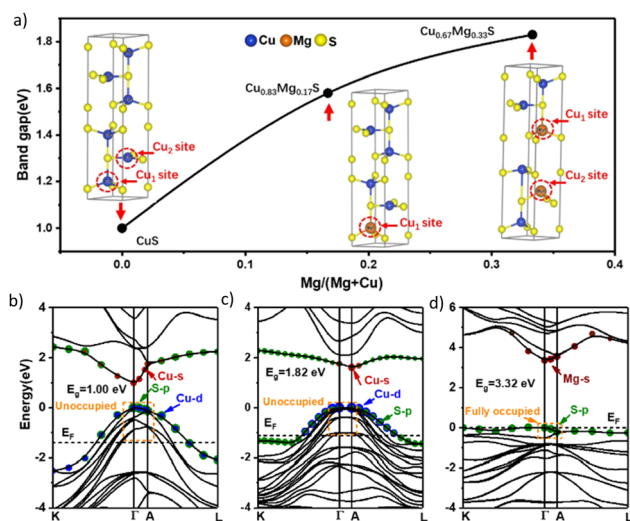 a)
Cu Mg S
Cu0.67Mg0.33S
Cu0.83Mg0.17S
Cu2 site
Cu1 site
Cu1 site
Cu2 site
Cu1 site
CuS
Band gap(eV)
1.8
1.6
1.4
1.2
1.0
0.0 0.1 0.2 0.3 0.4
Mg/(Mg+Cu)
b)
Energy(eV)
4
2
0
-2
-4
Eg=1.00 eV
Cu-s
S-p
Cu-d
Unoccupied
EF
K Γ A L
c)
4
2
0
-2
-4
Eg=1.82 eV
Cu-s
Unoccupied
Cu-d
S-p
EF
K Γ A L
d)
6
4
2
0
-2
-4
Mg-s
Eg=3.32 eV
Fully occupied
S-p
EF
K Γ A L